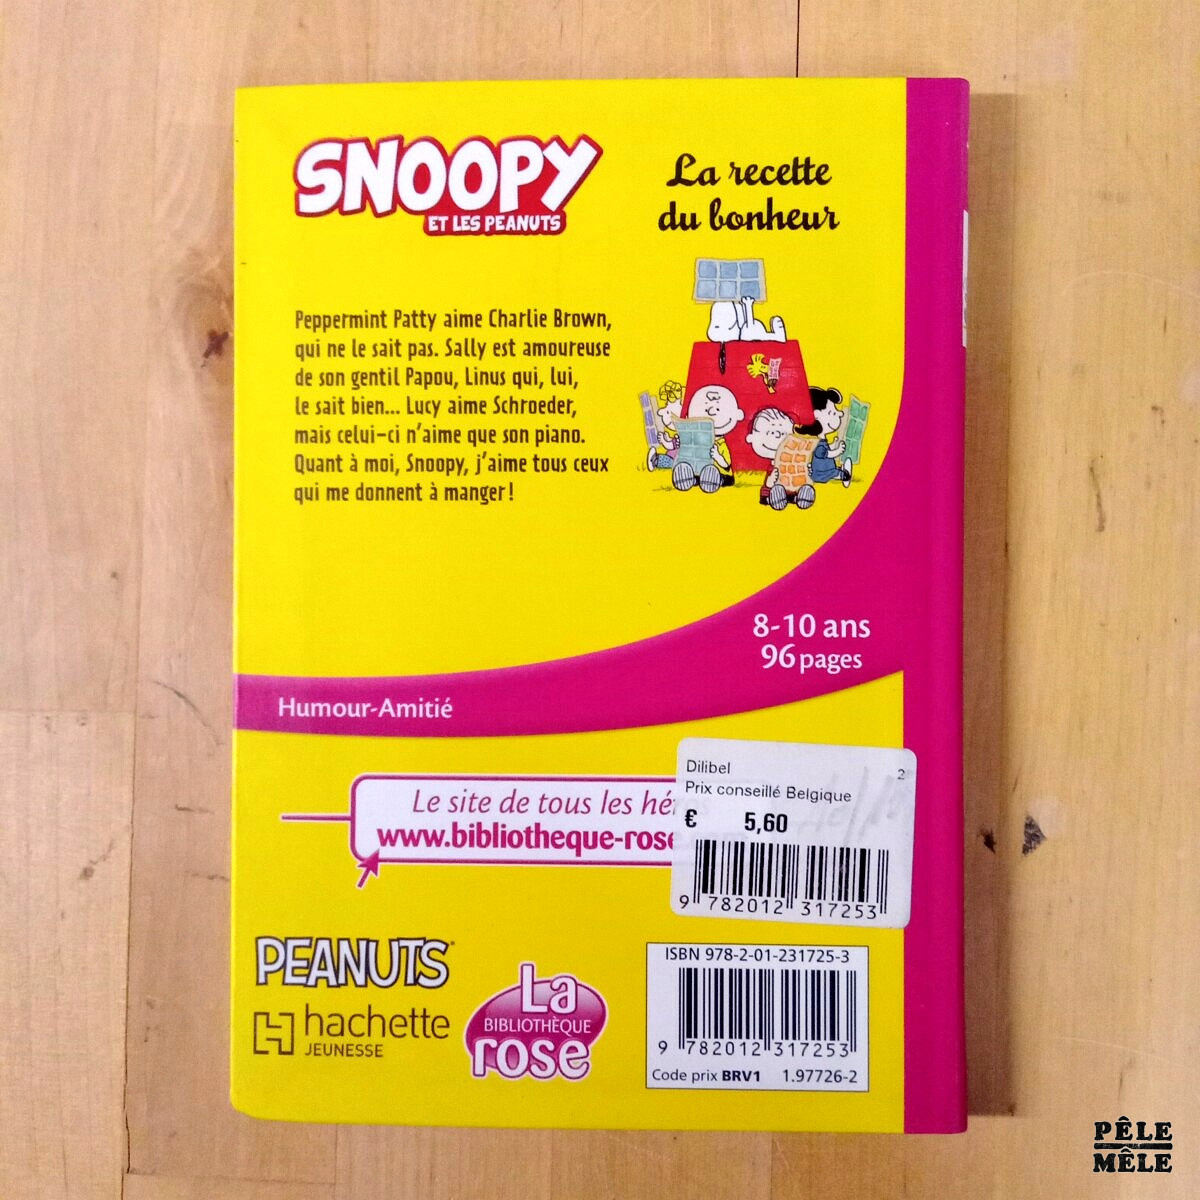 SNOOPY
ET LES PEANUTS
La recette
du bonheur
Peppermint Patty aime Charlie Brown,
qui ne le sait pas. Sally est amoureuse
de son gentil Papou, Linus qui, lui,
le sait bien... Lucy aime Schroeder,
mais celui-ci n'aime que son piano.
Quant à moi, Snoopy, j'aime tous ceux
qui me donnent à manger !
8-10 ans
96 pages
Humour-Amitié
Le site de tous les
www.bibliotheque-rose
Dilibel 2
Prix conseillé Belgique
€ 5,60
9 782012 317253
PEANUTS
hachette
JEUNESSE
La
BIBLIOTHÈQUE
rose
ISBN 978-2-01-231725-3
9 782012 317253
Code prix BRV1 1.97726-2
PÊLE
MÊLE